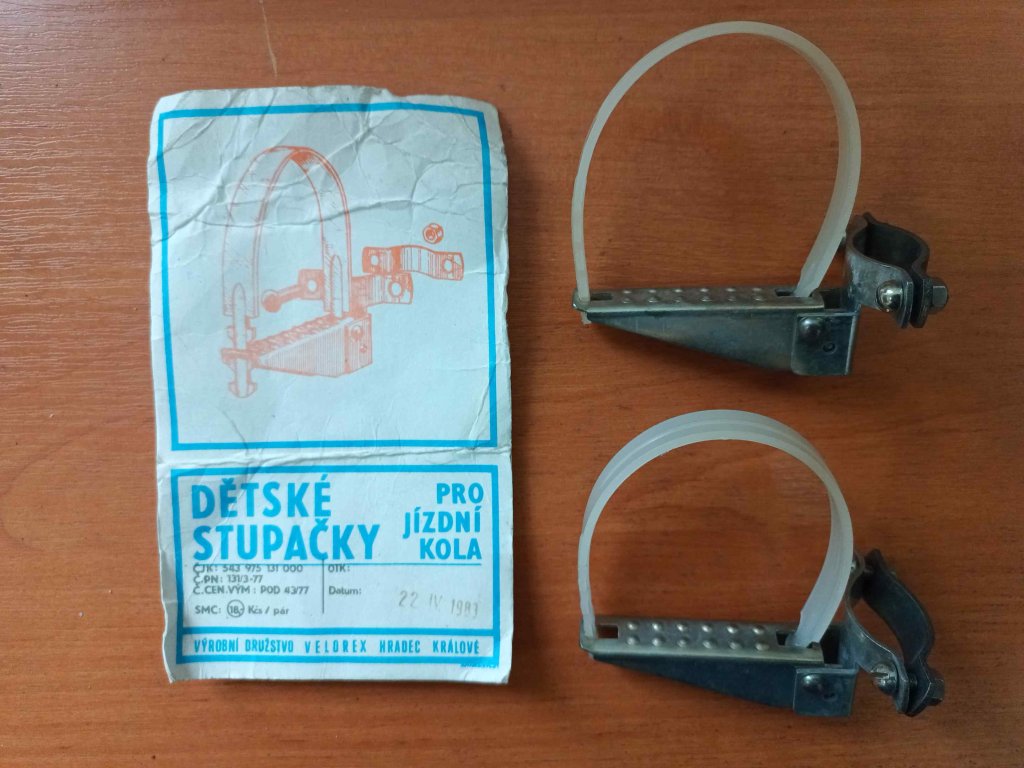 DĚTSKÉ
STUPAČKY
PRO
JÍZDNÍ
KOLA
ČJK: 543 975 131 000
Č.PN: 131/3-77
Č.CEN.VÝM: POD 43/77
SMC: 18,- Kčs / pár
OTK:
Datum:
22 IV 1983
VÝROBNÍ DRUŽSTVO VELOREX HRADEC KRÁLOVÉ